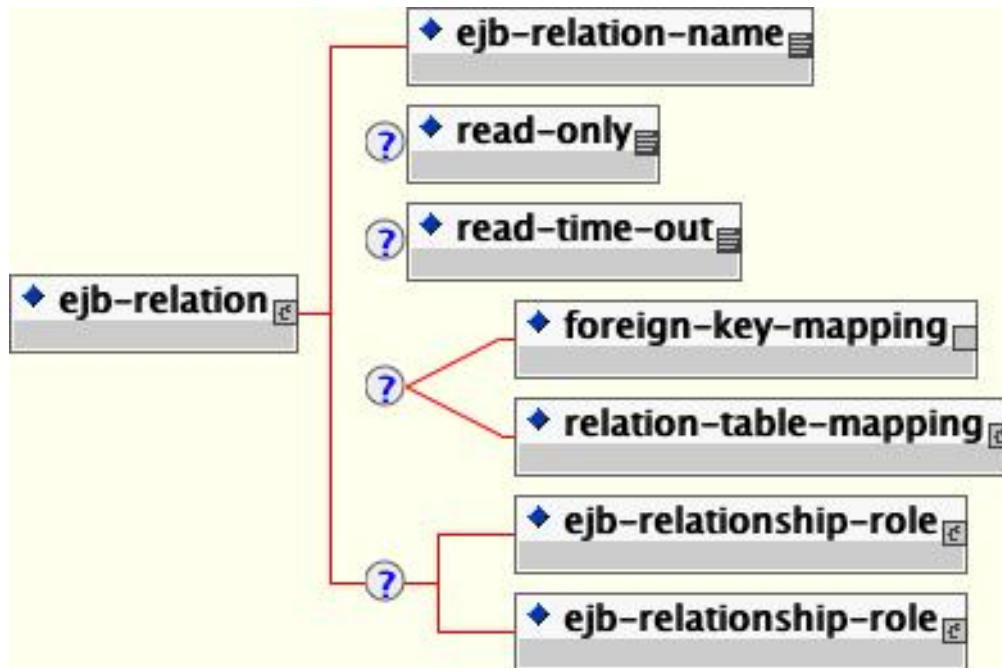 ejb-relation-name
?
read-only
?
read-time-out
ejb-relation
foreign-key-mapping
?
relation-table-mapping
ejb-relationship-role
?
ejb-relationship-role